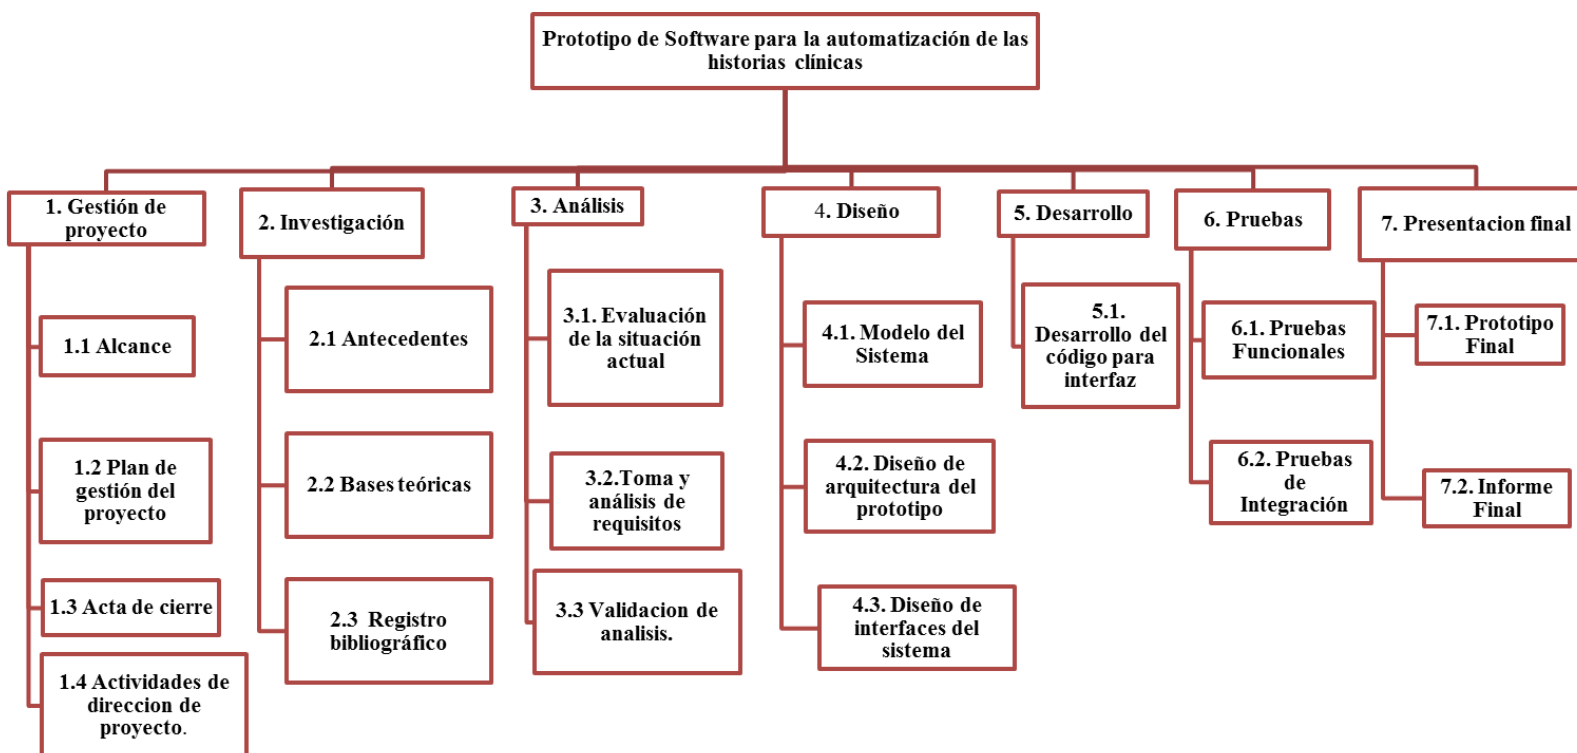 Prototipo de Software para la automatización de las
historias clínicas
1. Gestión de
proyecto
1.1 Alcance
1.2 Plan de
gestión del
proyecto
1.3 Acta de cierre
1.4 Actividades de
direccion de
proyecto.
2. Investigación
2.1 Antecedentes
2.2 Bases teóricas
2.3 Registro
bibliográfico
3. Análisis
3.1. Evaluación
de la situación
actual
3.2.Toma y
análisis de
requisitos
3.3 Validacion de
analisis.
4. Diseño
4.1. Modelo del
Sistema
4.2. Diseño de
arquitectura del
prototipo
4.3. Diseño de
interfaces del
sistema
5. Desarrollo
5.1.
Desarrollo del
código para
interfaz
6. Pruebas
6.1. Pruebas
Funcionales
6.2. Pruebas
de
Integración
7. Presentacion final
7.1. Prototipo
Final
7.2. Informe
Final